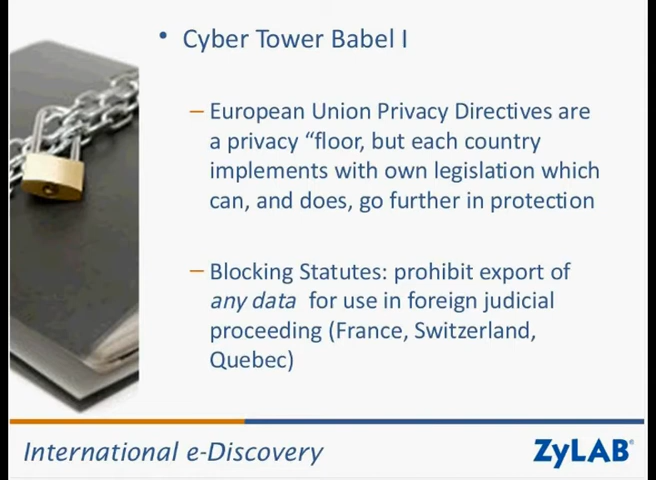 • Cyber Tower Babel I
– European Union Privacy Directives are
a privacy “floor, but each country
implements with own legislation which
can, and does, go further in protection
– Blocking Statutes: prohibit export of
any data for use in foreign judicial
proceeding (France, Switzerland,
Quebec)
International e-Discovery
ZyLAB®